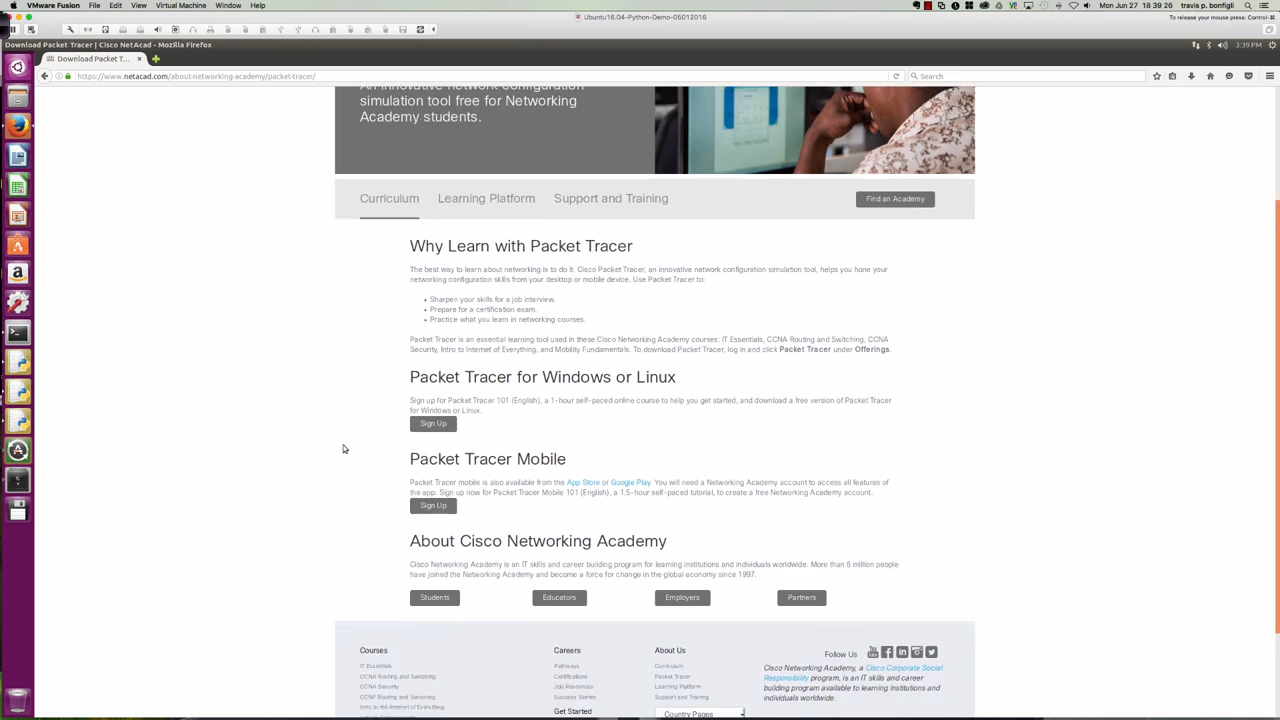 VMware Fusion File Edit View Virtual Machine Window Help Mon Jun 27 18 39 26 travis p. bonfigli
Ubuntu16.04-Python-Demo-05012016 To release your mouse press: Control-⌘
Download Packet Tracer | Cisco NetAcad - Mozilla Firefox 3:39 PM
Download Packet T...
https://www.netacad.com/about-networking-academy/packet-tracer/ Search
An innovative network configuration
simulation tool free for Networking
Academy students.
Curriculum Learning Platform Support and Training Find an Academy
Why Learn with Packet Tracer
The best way to learn about networking is to do it. Cisco Packet Tracer, an innovative network configuration simulation tool, helps you hone your
networking configuration skills from your desktop or mobile device. Use Packet Tracer to:
• Sharpen your skills for a job interview.
• Prepare for a certification exam.
• Practice what you learn in networking courses.
Packet Tracer is an essential learning tool used in these Cisco Networking Academy courses: IT Essentials, CCNA Routing and Switching, CCNA
Security, Intro to Internet of Everything, and Mobility Fundamentals. To download Packet Tracer, log in and click Packet Tracer under Offerings.
Packet Tracer for Windows or Linux
Sign up for Packet Tracer 101 (English), a 1-hour self-paced online course to help you get started, and download a free version of Packet Tracer
for Windows or Linux.
Sign Up
Packet Tracer Mobile
Packet Tracer mobile is also available from the App Store or Google Play. You will need a Networking Academy account to access all features of
the app. Sign up now for Packet Tracer Mobile 101 (English), a 1.5-hour self-paced tutorial, to create a free Networking Academy account.
Sign Up
About Cisco Networking Academy
Cisco Networking Academy is an IT skills and career building program for learning institutions and individuals worldwide. More than 6 million people
have joined the Networking Academy and become a force for change in the global economy since 1997.
Students Educators Employers Partners
Courses Careers About Us Follow Us You Tube
IT Essentials Pathways Curriculum Cisco Networking Academy, a Cisco Corporate Social
CCNA Routing and Switching Certifications Packet Tracer Responsibility program, is an IT skills and career
CCNA Security Job Resources Learning Platform building program available to learning institutions and
CCNP Routing and Switching Success Stories Support and Training individuals worldwide.
Intro to the Internet of Everything Get Started Country Pages